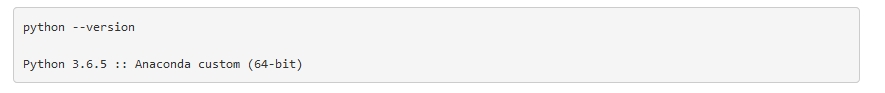 python --version
Python 3.6.5 :: Anaconda custom (64-bit)